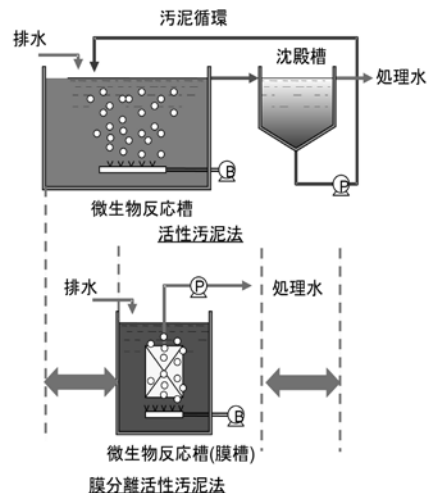 汚泥循環
排水
沈殿槽
処理水
B
P
微生物反応槽
活性汚泥法
排水
P
処理水
B
微生物反応槽(膜槽)
膜分離活性汚泥法